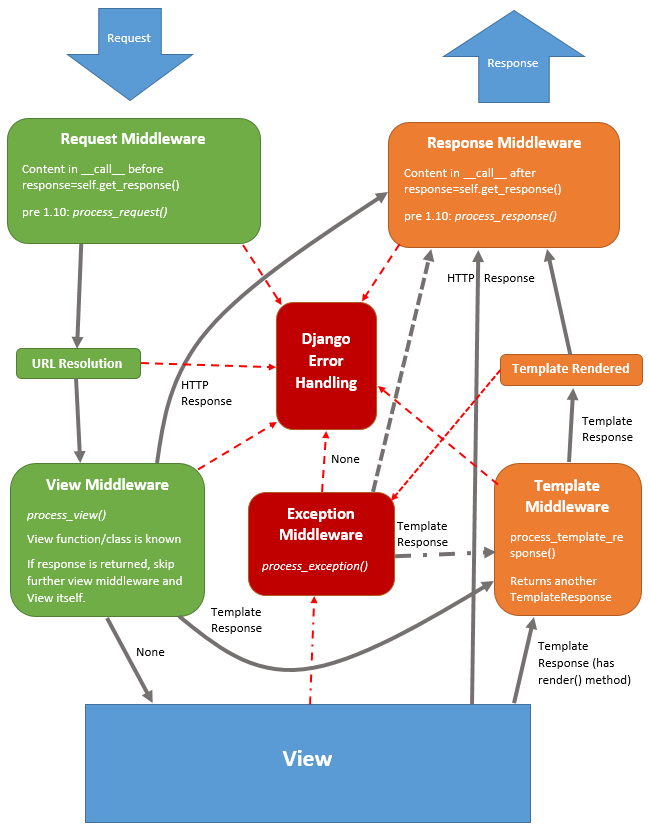 Request
Response
Request Middleware
Content in __call__ before
response=self.get_response()
pre 1.10: process_request()
Response Middleware
Content in __call__ after
response=self.get_response()
pre 1.10: process_response()
HTTP Response
Django
Error
Handling
URL Resolution
Template Rendered
HTTP
Response
Template
Response
None
View Middleware
process_view()
View function/class is known
If response is returned, skip
further view middleware and
View itself.
Exception
Middleware
process_exception()
Template
Response
Template
Middleware
process_template_re
sponse()
Returns another
TemplateResponse
Template
Response
None
Template
Response (has
render() method)
View